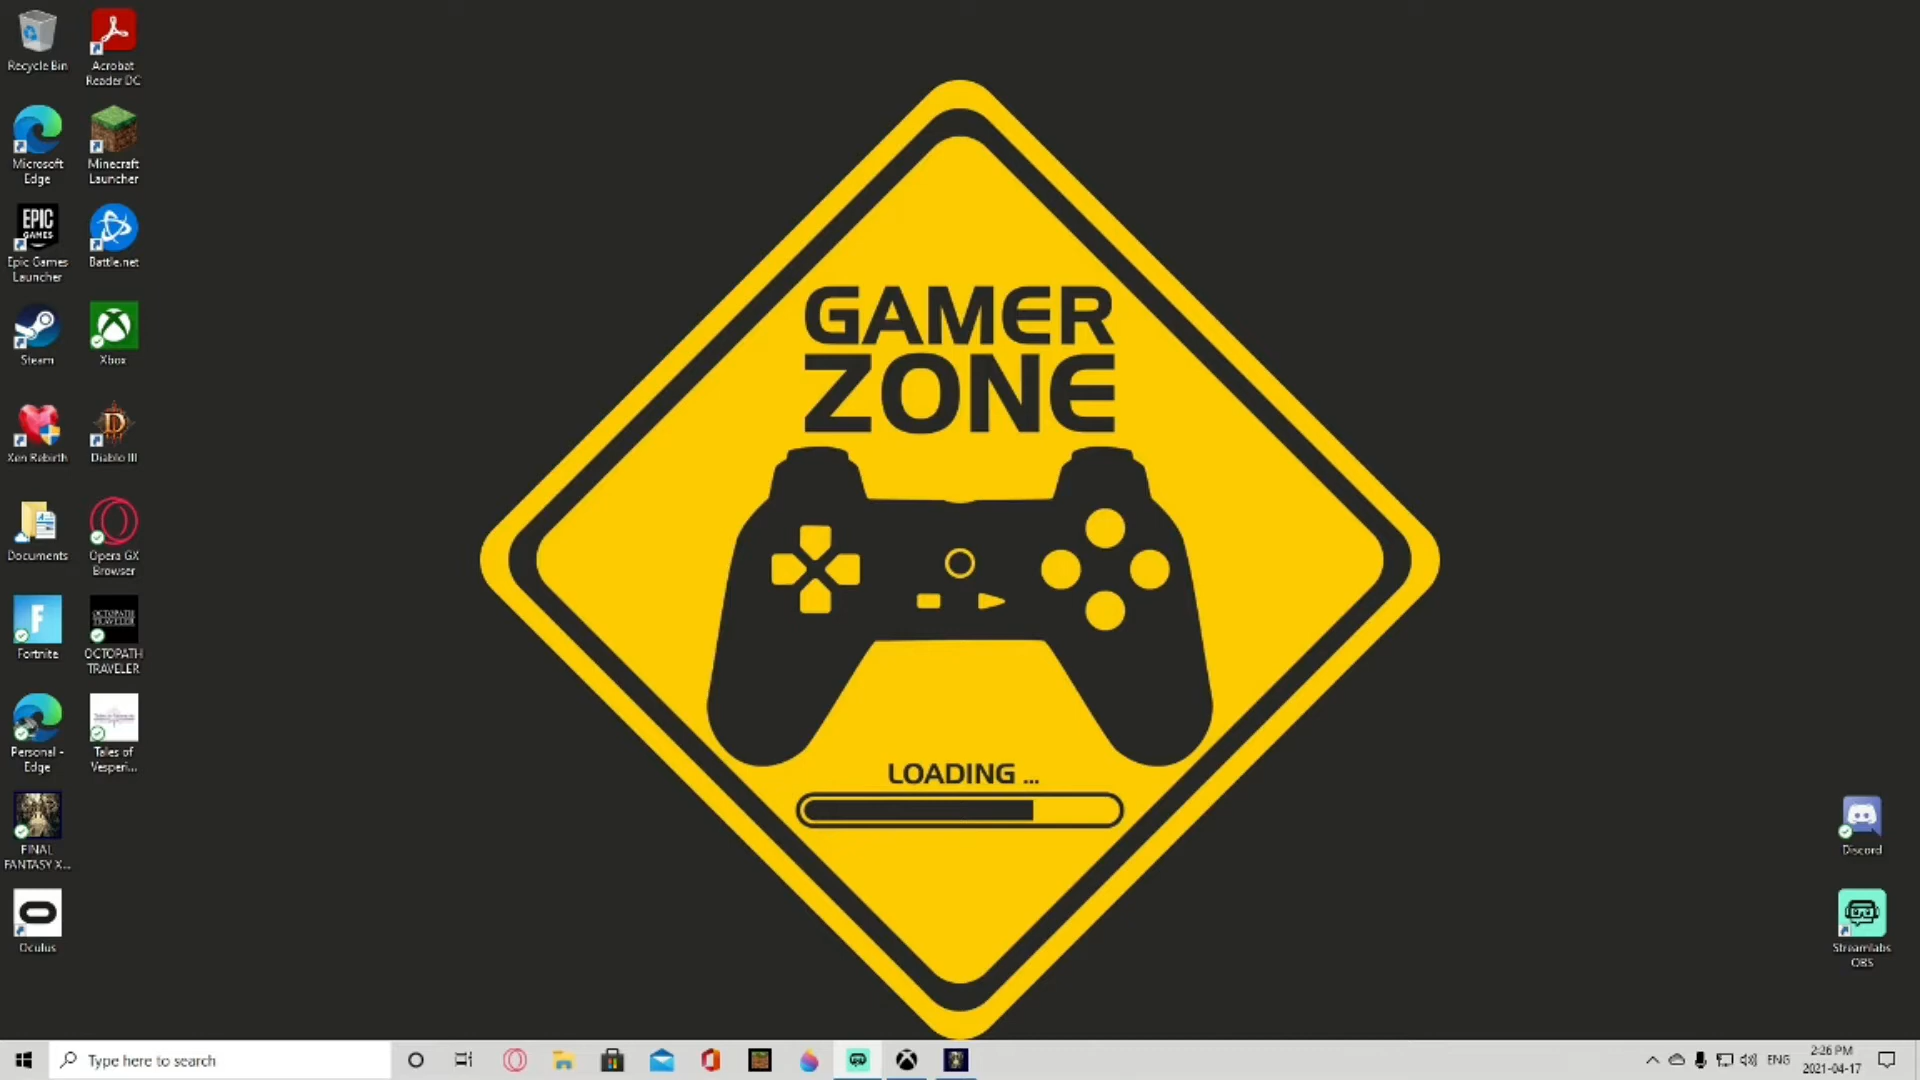 Recycle Bin
Acrobat
Reader DC
Microsoft
Edge
Minecraft
Launcher
EPIC
GAMES
Epic Games
Launcher
Battle.net
Steam
Xbox
Xen Rebirth
Diablo III
Documents
Opera GX
Browser
Fortnite
OCTOPATH
TRAVELER
OCTOPATH
TRAVELER
Personal -
Edge
Tales of
Vesperi...
FINAL
FANTASY X...
Oculus
GAMER
ZONE
LOADING ...
Discord
Streamlabs
OBS
Type here to search
ENG
2:26 PM
2021-04-17